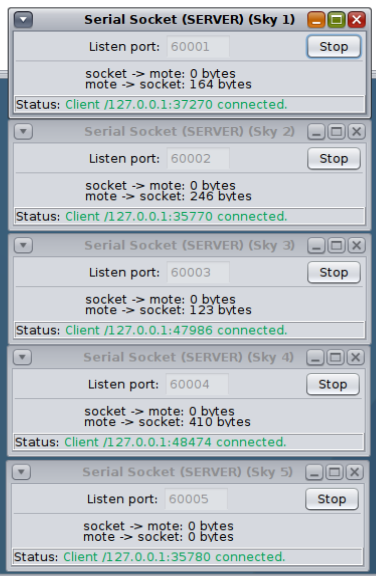 Serial Socket (SERVER) (Sky 1)
Listen port: 60001 Stop
socket -> mote: 0 bytes
mote -> socket: 164 bytes
Status: Client /127.0.0.1:37270 connected.
Serial Socket (SERVER) (Sky 2)
Listen port: 60002 Stop
socket -> mote: 0 bytes
mote -> socket: 246 bytes
Status: Client /127.0.0.1:35770 connected.
Serial Socket (SERVER) (Sky 3)
Listen port: 60003 Stop
socket -> mote: 0 bytes
mote -> socket: 123 bytes
Status: Client /127.0.0.1:47986 connected.
Serial Socket (SERVER) (Sky 4)
Listen port: 60004 Stop
socket -> mote: 0 bytes
mote -> socket: 410 bytes
Status: Client /127.0.0.1:48474 connected.
Serial Socket (SERVER) (Sky 5)
Listen port: 60005 Stop
socket -> mote: 0 bytes
mote -> socket: 0 bytes
Status: Client /127.0.0.1:35780 connected.